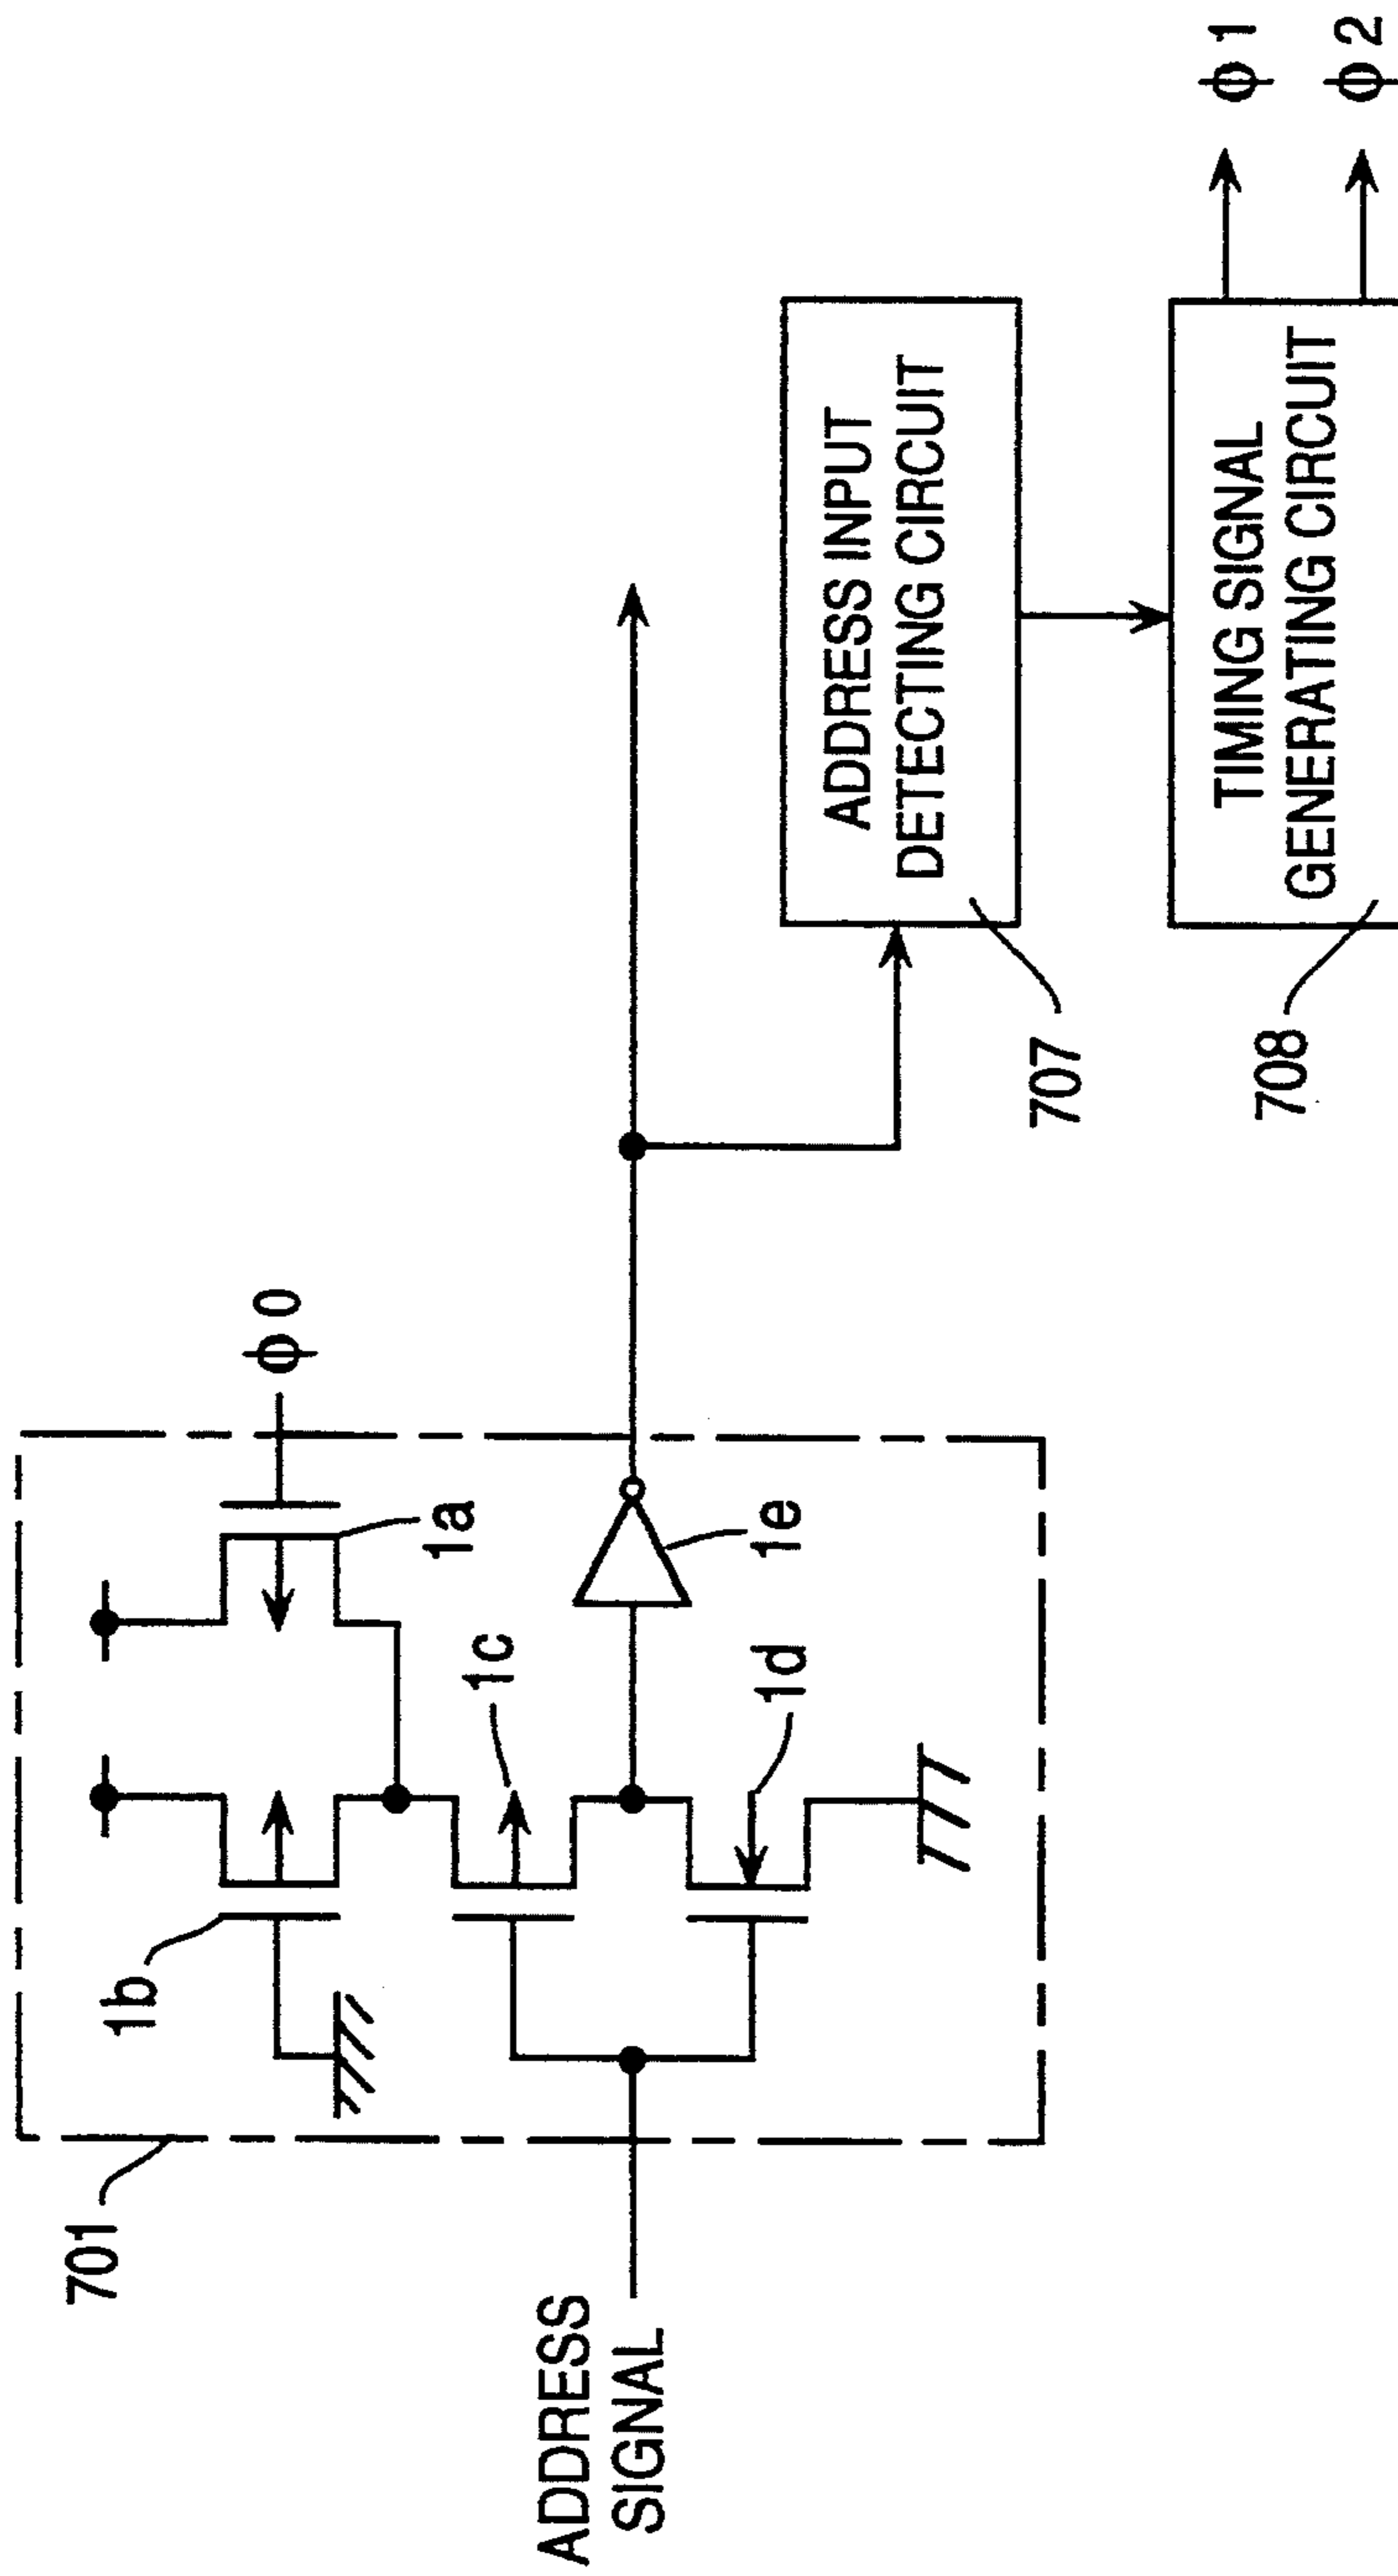 701
1b
1a
φ0
1c
1d
1e
ADDRESS
SIGNAL
ADDRESS INPUT
DETECTING CIRCUIT
707
TIMING SIGNAL
GENERATING CIRCUIT
708
φ1
φ2